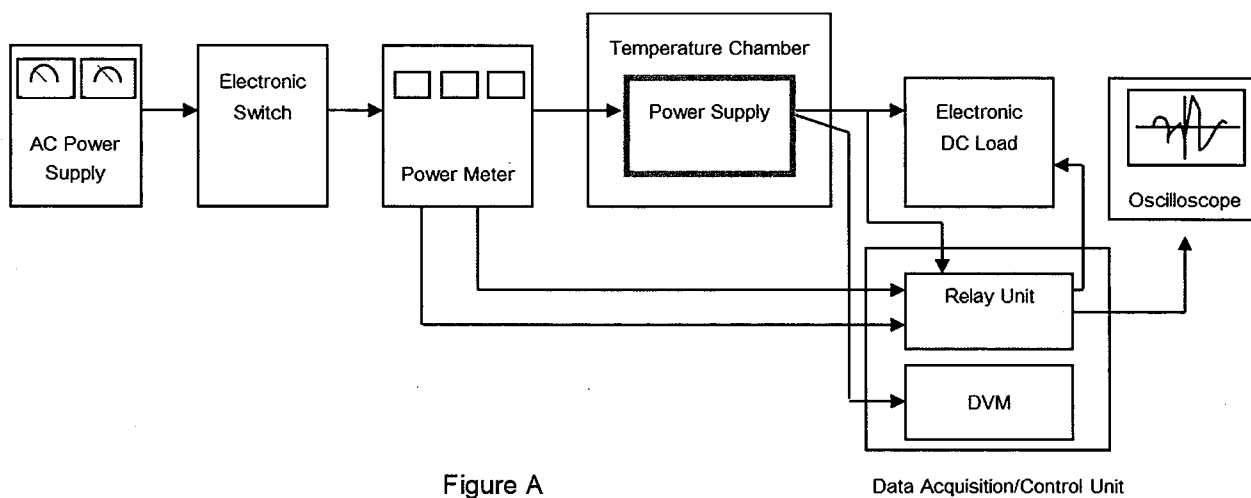 AC Power
Supply
Electronic
Switch
Power Meter
Temperature Chamber
Power Supply
Electronic
DC Load
Oscilloscope
Relay Unit
DVM
Figure A
Data Acquisition/Control Unit